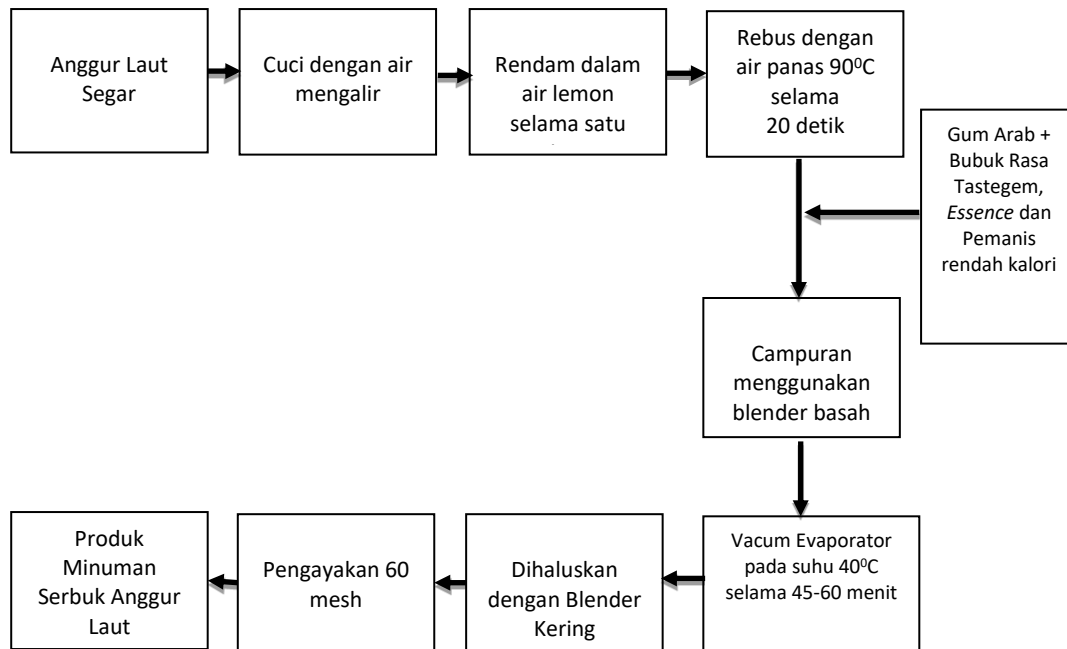 Anggur Laut
Segar
Cuci dengan air
mengalir
Rendam dalam
air lemon
selama satu
Rebus dengan
air panas 90⁰C
selama
20 detik
Gum Arab +
Bubuk Rasa
Tastegem,
Essence dan
Pemanis
rendah kalori
Campuran
menggunakan
blender basah
Vacum Evaporator
pada suhu 40⁰C
selama 45-60 menit
Dihaluskan
dengan Blender
Kering
Pengayakan 60
mesh
Produk
Minuman
Serbuk Anggur
Laut